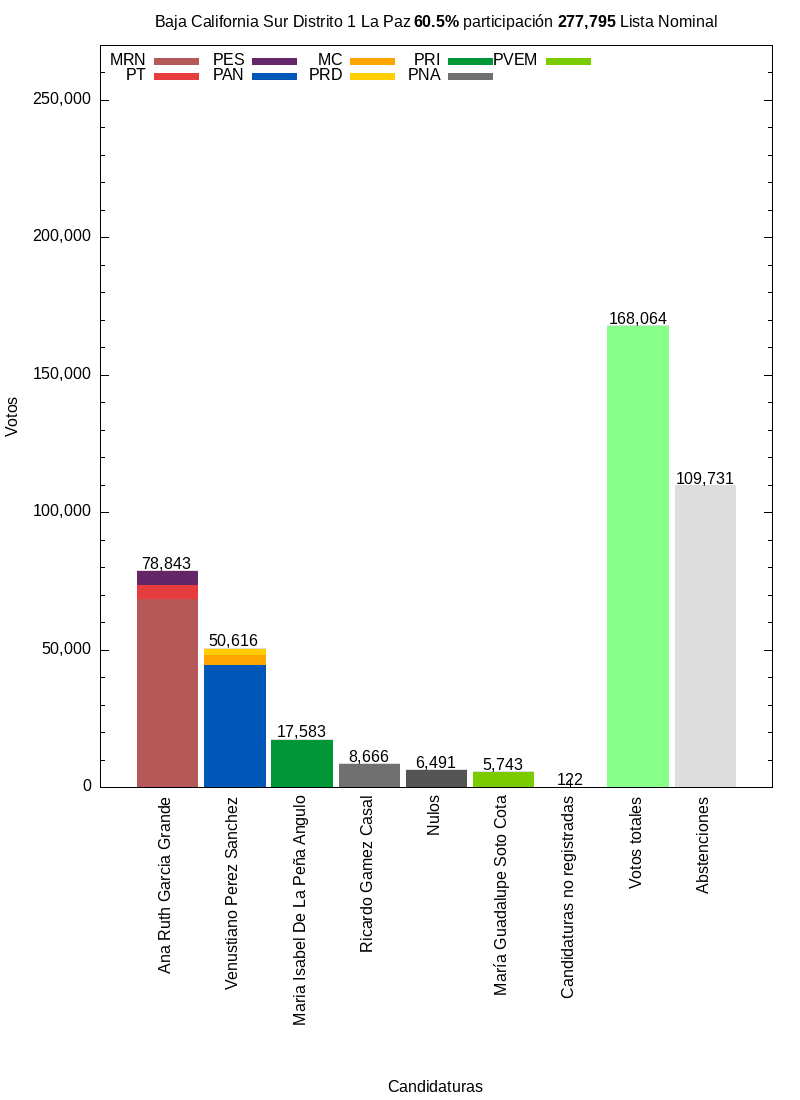 Baja California Sur Distrito 1 La Paz 60.5% participación 277,795 Lista Nominal
MRN PES MC PRI PVEM
PT PAN PRD PNA
250,000
200,000
150,000
100,000
50,000
0
Votos
78,843
50,616
17,583
8,666
6,491
5,743
122
168,064
109,731
Ana Ruth Garcia Grande
Venustiano Perez Sanchez
Maria Isabel De La Peña Angulo
Ricardo Gamez Casal
Nulos
María Guadalupe Soto Cota
Candidaturas no registradas
Votos totales
Abstenciones
Candidaturas